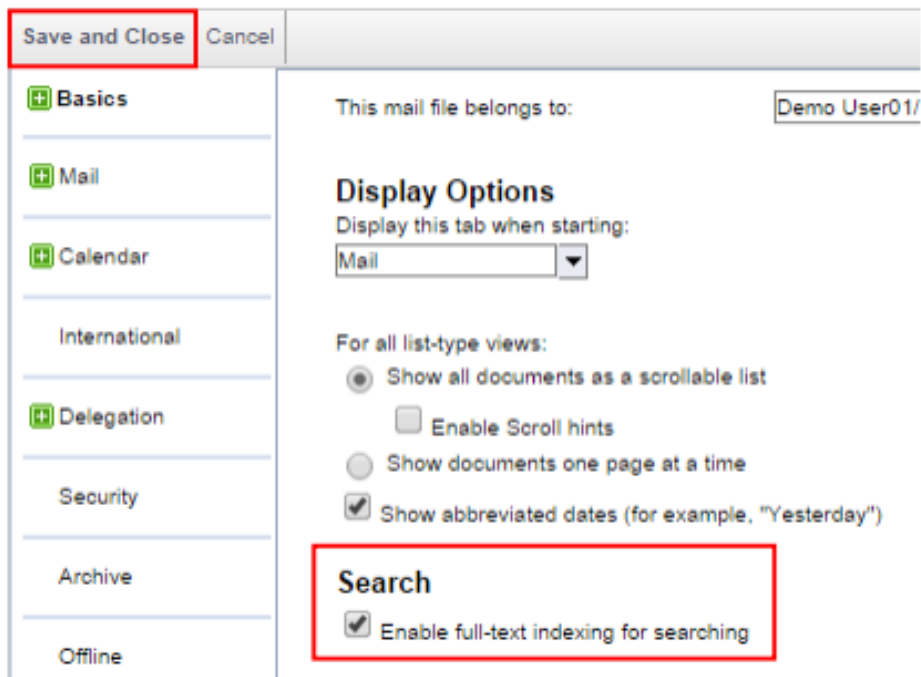 Save and Close Cancel
Basics
Mail
Calendar
International
Delegation
Security
Archive
Offline
This mail file belongs to: Demo User01/
Display Options
Display this tab when starting:
Mail
For all list-type views:
Show all documents as a scrollable list
Enable Scroll hints
Show documents one page at a time
Show abbreviated dates (for example, "Yesterday")
Search
Enable full-text indexing for searching